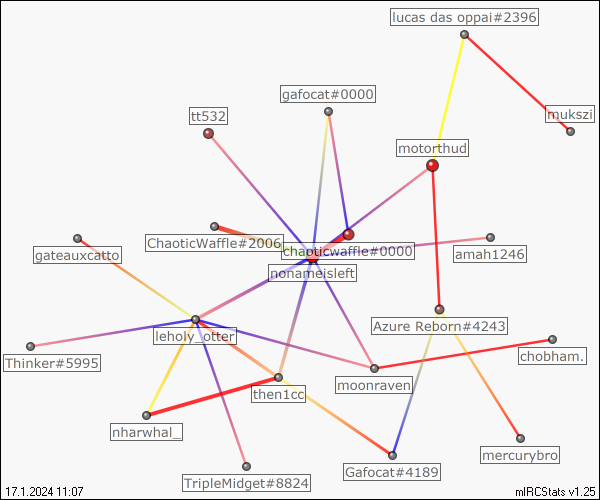 lucas das oppai#2396
gafocat#0000
tt532
mukszi
motorthud
ChaoticWaffle#2006
chaoticwaffle#0000
gateauxcatto
amah1246
nonaneisleft
Azure Reborn#4243
leholy_otter
Thinker#5995
chobham.
moonraven
then1cc
nharwhal_
mercurybro
Gafocat#4189
TripleMidget#8824
17.1.2024 11:07
mIRCStats v1.25